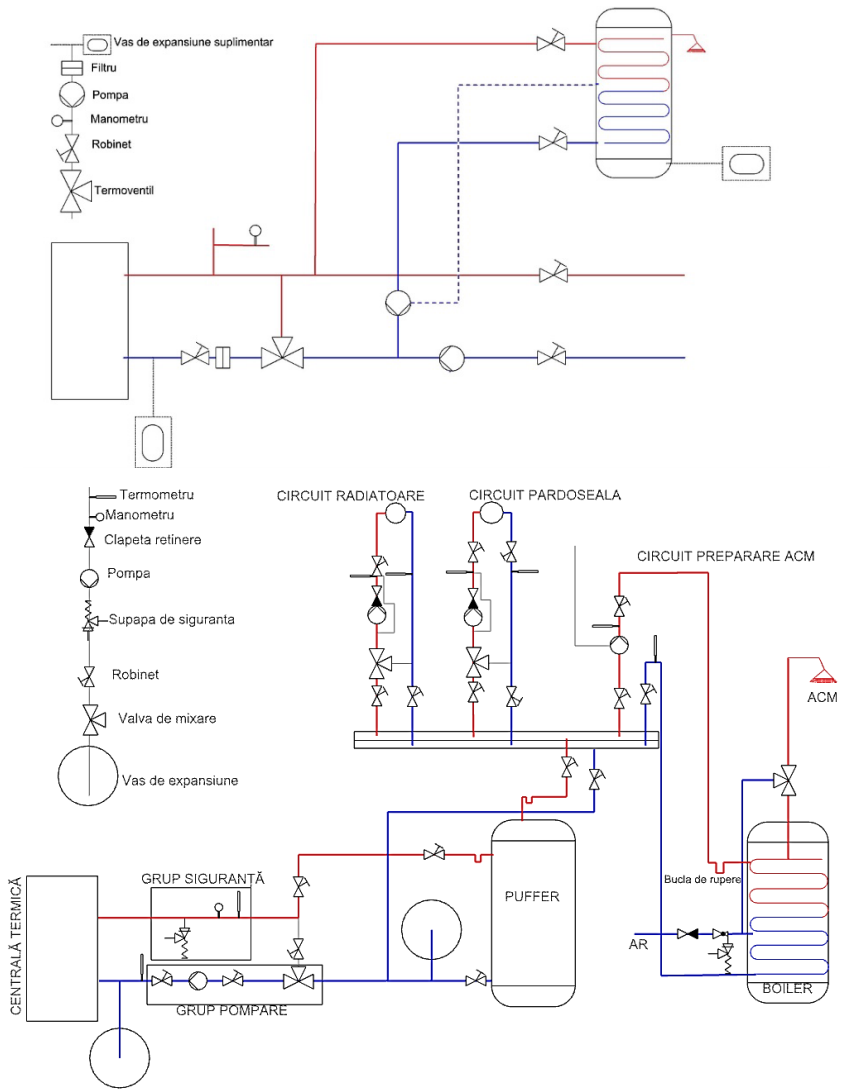 Vas de expansiune suplimentar
Filtru
Pompa
Manometru
Robinet
Termoventil
Termometru
Manometru
Clapeta retinere
Pompa
Supapa de siguranta
Robinet
Valva de mixare
Vas de expansiune
CIRCUIT RADIATOARE
CIRCUIT PARDOSEALA
CIRCUIT PREPARARE ACM
ACM
GRUP SIGURANTĂ
PUFFER
Bucla de rupere
CENTRALĂ TERMICĂ
AR
GRUP POMPARE
BOILER